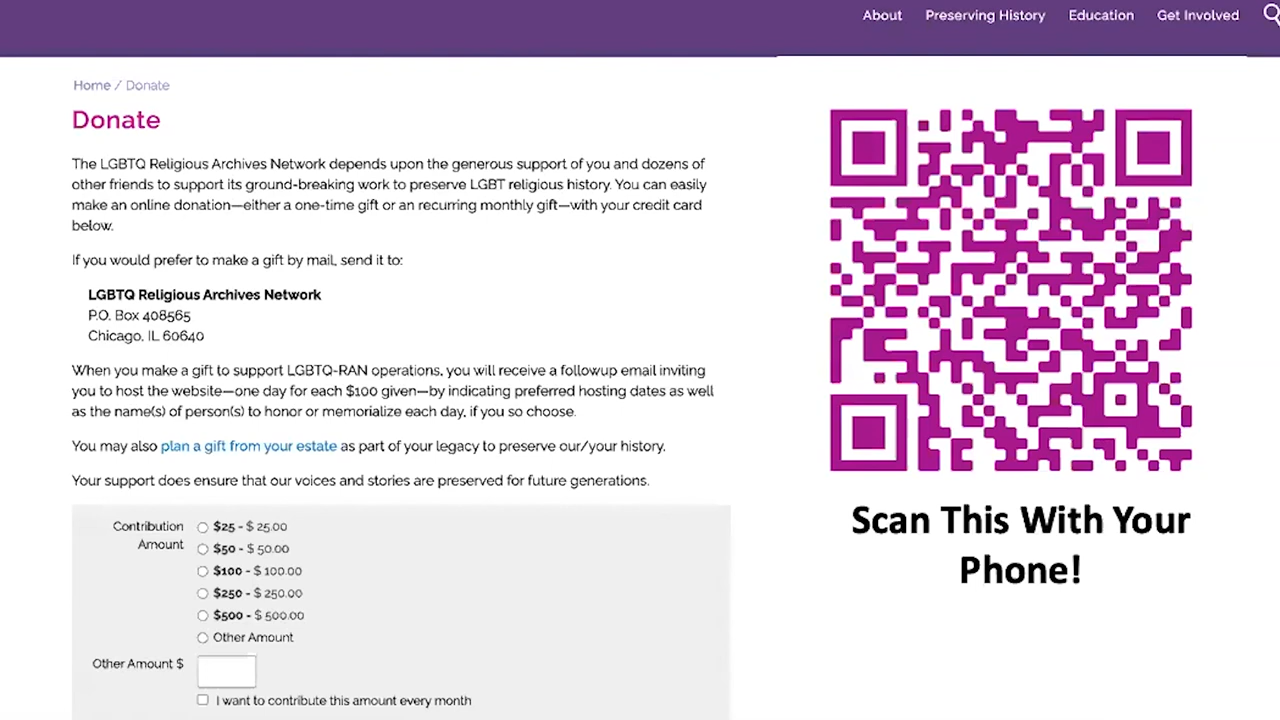 About Preserving History Education Get Involved
Home / Donate
Donate
The LGBTQ Religious Archives Network depends upon the generous support of you and dozens of
other friends to support its ground-breaking work to preserve LGBT religious history. You can easily
make an online donation—either a one-time gift or an recurring monthly gift—with your credit card
below.
If you would prefer to make a gift by mail, send it to:
LGBTQ Religious Archives Network
P.O. Box 408565
Chicago, IL 60640
When you make a gift to support LGBTQ-RAN operations, you will receive a followup email inviting
you to host the website—one day for each $100 given—by indicating preferred hosting dates as well
as the name(s) of person(s) to honor or memorialize each day, if you so choose.
You may also plan a gift from your estate as part of your legacy to preserve our/your history.
Your support does ensure that our voices and stories are preserved for future generations.
Contribution
Amount
$25 - $ 25.00
$50 - $ 50.00
$100 - $ 100.00
$250 - $ 250.00
$500 - $ 500.00
Other Amount
Other Amount $
I want to contribute this amount every month
Scan This With Your
Phone!